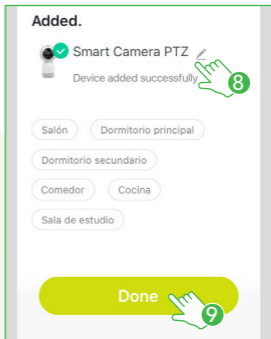 Added.
Smart Camera PTZ
Device added successfully
8
Salón Dormitorio principal
Dormitorio secundario
Comedor Cocina
Sala de estudio
Done
9